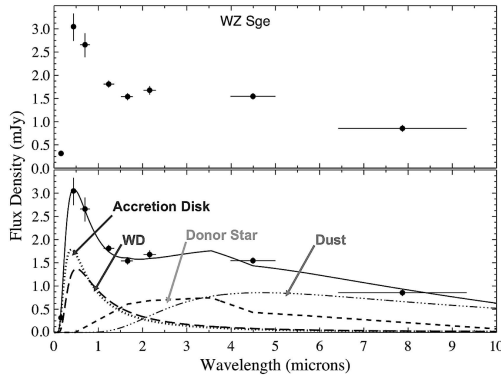 WZ Sge
3.0
2.5
2.0
1.5
1.0
0.5
0.0
Flux Density (mJy)
3.0
2.5
2.0
1.5
1.0
0.5
0.0
Accretion Disk
WD
Donor Star
Dust
0 1 2 3 4 5 6 7 8 9 10
Wavelength (microns)